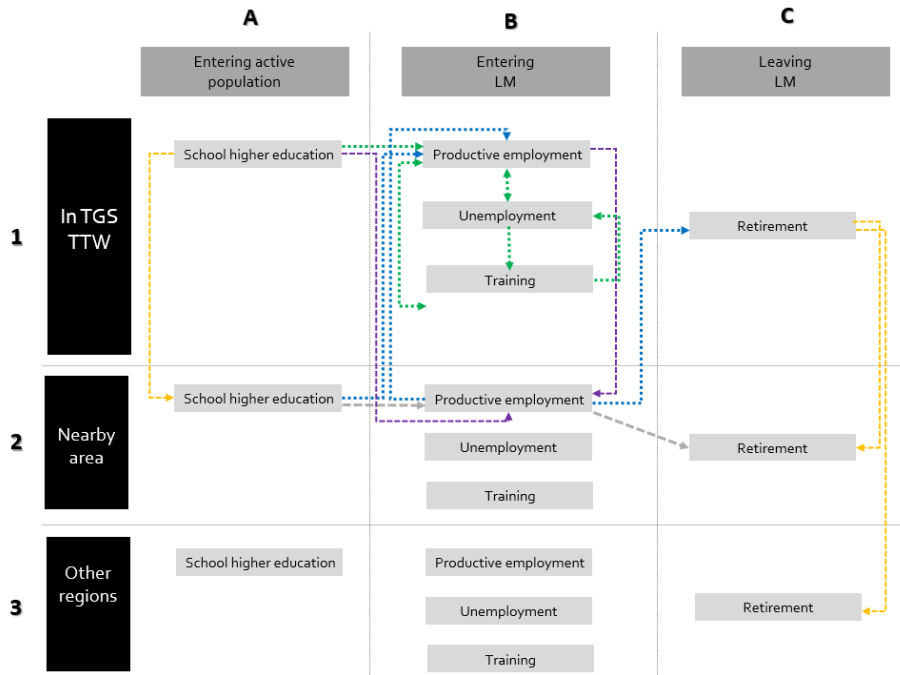 A
B
C
Entering active
population
Entering
LM
Leaving
LM
1
In TGS
TTW
School higher education
Productive employment
Unemployment
Training
Retirement
2
Nearby
area
School higher education
Productive employment
Unemployment
Training
Retirement
3
Other
regions
School higher education
Productive employment
Unemployment
Training
Retirement